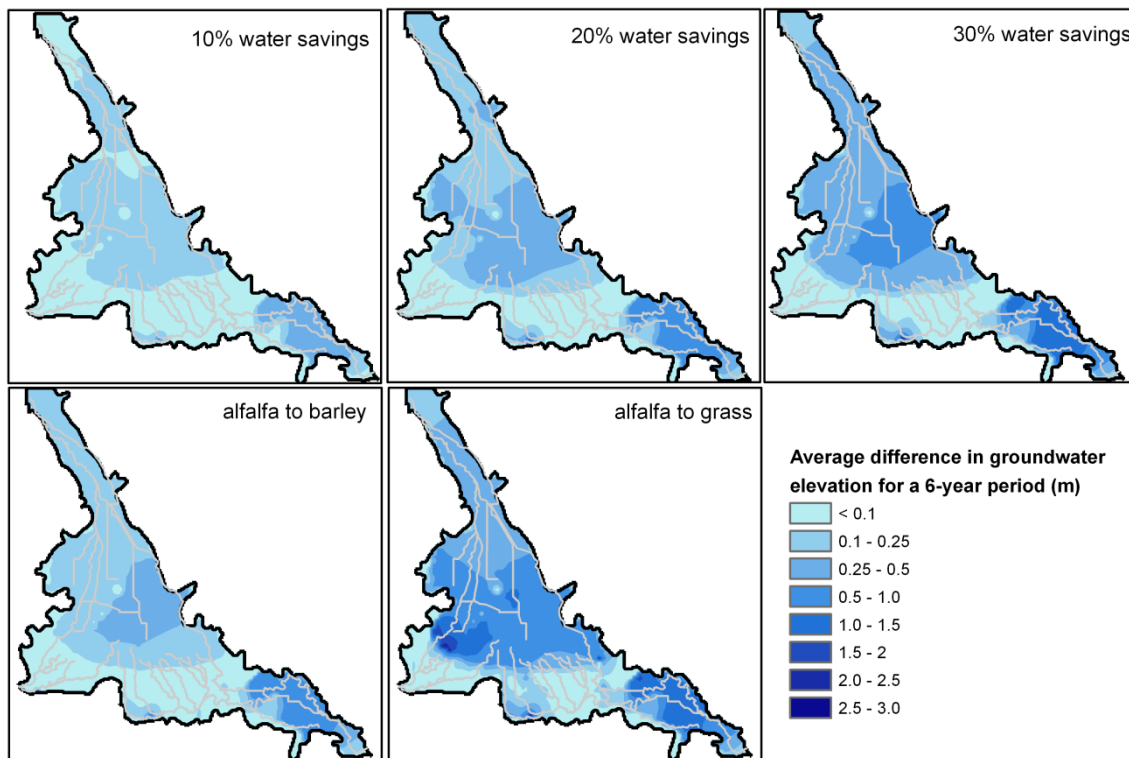 10% water savings
20% water savings
30% water savings
alfalfa to barley
alfalfa to grass
Average difference in groundwater
elevation for a 6-year period (m)
< 0.1
0.1 - 0.25
0.25 - 0.5
0.5 - 1.0
1.0 - 1.5
1.5 - 2
2.0 - 2.5
2.5 - 3.0